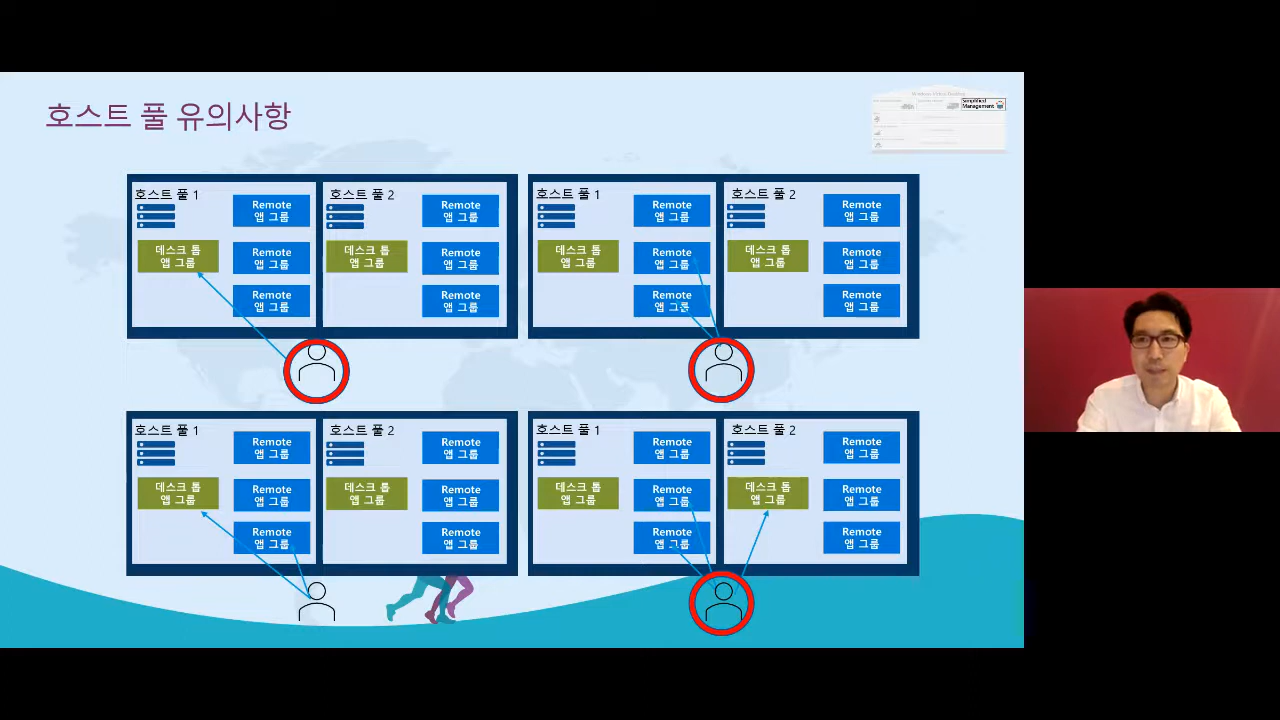 호스트 풀 유의사항
Simplified
Management
호스트 풀 1
Remote
앱 그룹
데스크 톱
앱 그룹
Remote
앱 그룹
Remote
앱 그룹
호스트 풀 2
Remote
앱 그룹
데스크 톱
앱 그룹
Remote
앱 그룹
Remote
앱 그룹
호스트 풀 1
Remote
앱 그룹
데스크 톱
앱 그룹
Remote
앱 그룹
Remote
앱 그룹
호스트 풀 2
Remote
앱 그룹
데스크 톱
앱 그룹
Remote
앱 그룹
Remote
앱 그룹
호스트 풀 1
Remote
앱 그룹
데스크 톱
앱 그룹
Remote
앱 그룹
Remote
앱 그룹
호스트 풀 2
Remote
앱 그룹
데스크 톱
앱 그룹
Remote
앱 그룹
Remote
앱 그룹
호스트 풀 1
Remote
앱 그룹
데스크 톱
앱 그룹
Remote
앱 그룹
Remote
앱 그룹
호스트 풀 2
Remote
앱 그룹
데스크 톱
앱 그룹
Remote
앱 그룹
Remote
앱 그룹